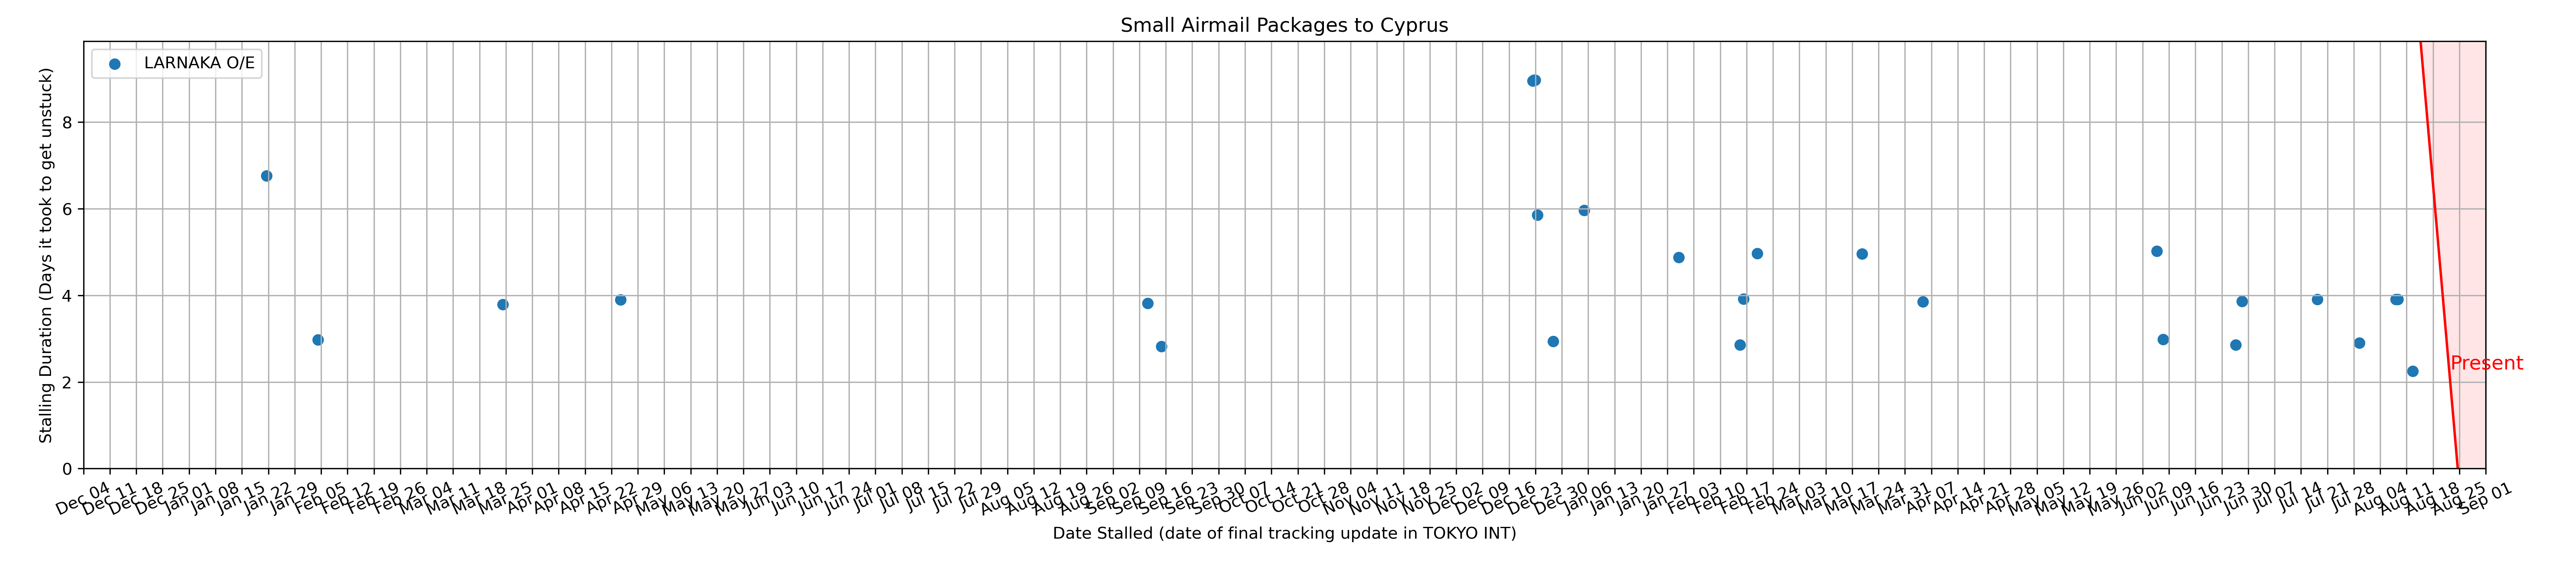 Small Airmail Packages to Cyprus
LARNAKA O/E
Stalling Duration (Days it took to get unstuck)
8
6
4
2
0
Present
Dec 04 Dec 11 Dec 18 Dec 25 Jan 01 Jan 08 Jan 15 Jan 22 Jan 29 Feb 05 Feb 12 Feb 19 Feb 26 Mar 04 Mar 11 Mar 18 Mar 25 Apr 01 Apr 08 Apr 15 Apr 22 Apr 29 May 06 May 13 May 20 May 27 Jun 03 Jun 10 Jun 17 Jun 24 Jul 01 Jul 08 Jul 15 Jul 22 Jul 29 Aug 05 Aug 12 Aug 19 Aug 26 Sep 02 Sep 09 Sep 16 Sep 23 Sep 30 Oct 07 Oct 14 Oct 21 Oct 28 Nov 04 Nov 11 Nov 18 Nov 25 Dec 02 Dec 09 Dec 16 Dec 23 Dec 30 Jan 06 Jan 13 Jan 20 Jan 27 Feb 03 Feb 10 Feb 17 Feb 24 Mar 03 Mar 10 Mar 17 Mar 24 Mar 31 Apr 07 Apr 14 Apr 21 Apr 28 May 05 May 12 May 19 May 26 Jun 02 Jun 09 Jun 16 Jun 23 Jun 30 Jul 07 Jul 14 Jul 21 Jul 28 Aug 04 Aug 11 Aug 18 Aug 25 Sep 01
Date Stalled (date of final tracking update in TOKYO INT)